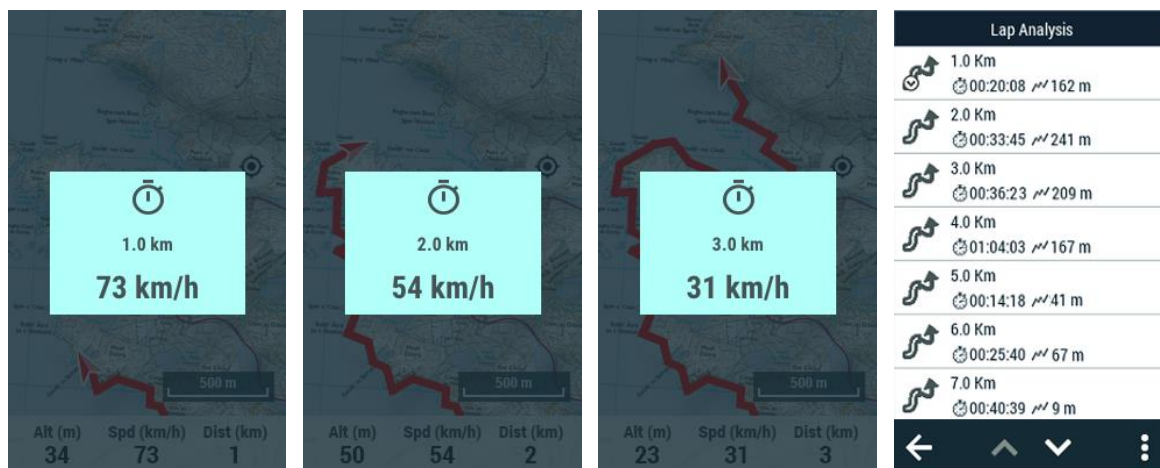 1.0 km
73 km/h
500 m
Alt (m) Spd (km/h) Dist (km)
34 73 1
2.0 km
54 km/h
500 m
Alt (m) Spd (km/h) Dist (km)
50 54 2
3.0 km
31 km/h
500 m
Alt (m) Spd (km/h) Dist (km)
23 31 3
Lap Analysis
1.0 Km
00:20:08 162 m
2.0 Km
00:33:45 241 m
3.0 Km
00:36:23 209 m
4.0 Km
01:04:03 167 m
5.0 Km
00:14:18 41 m
6.0 Km
00:25:40 67 m
7.0 Km
00:40:39 9 m